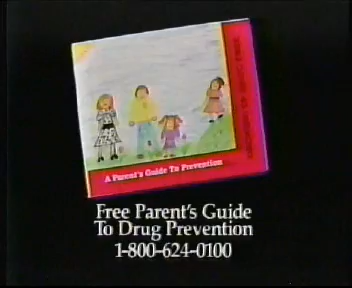 A Parent's Guide To Prevention
Free Parent's Guide
To Drug Prevention
1-800-624-0100